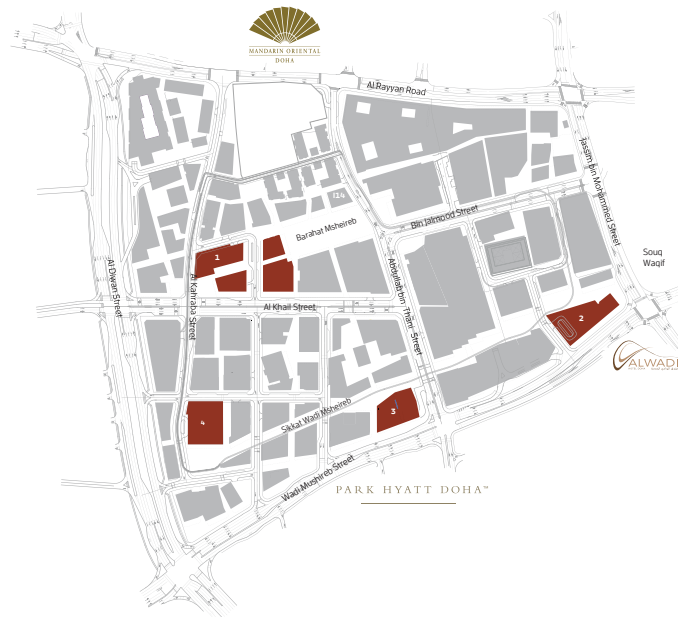 MANDARIN ORIENTAL
DOHA
Al Rayyan Road
Jassim bin Mohammed Street
I14
Bin Jalmood Street
Barahat Msheireb
Souq
Waqif
1
Al Diwan Street
Al Kahraba Street
Abdullah bin Thani Street
Al Khail Street
2
ALWADI
3
4
Sikkat Wadi Msheireb
Wadi Mushireb Street
PARK HYATT DOHA™